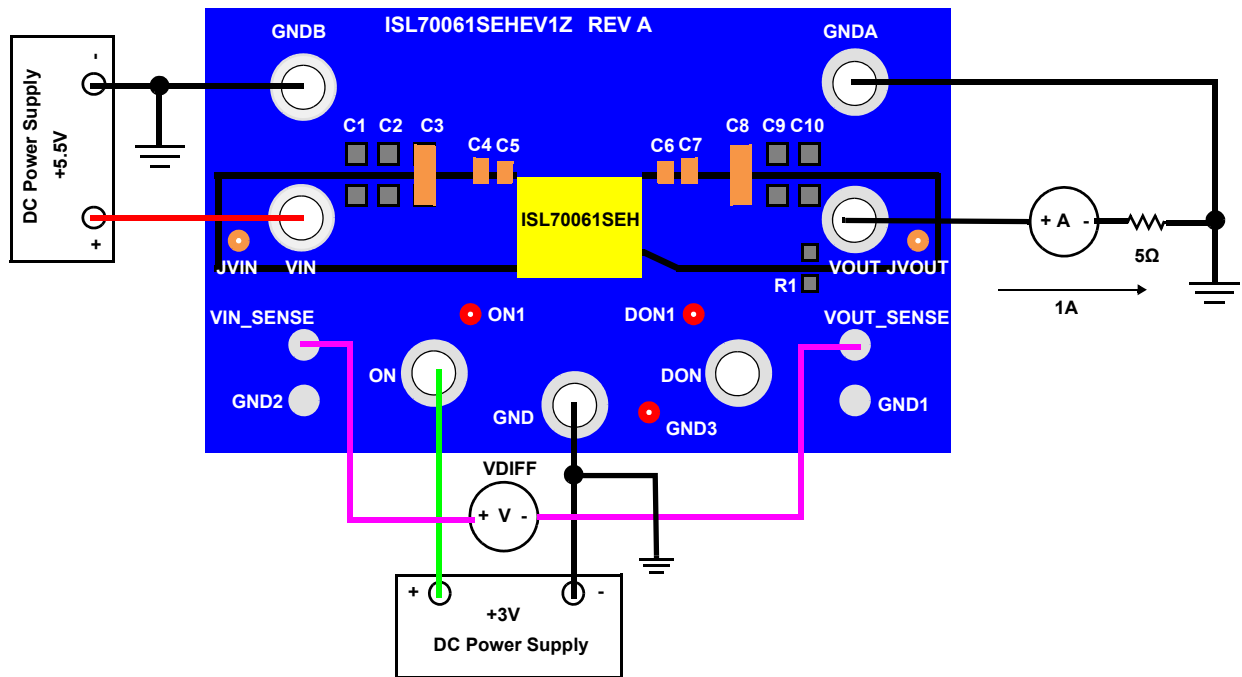 ISL70061SEHEV1Z REV A
GNDB
GNDA
-
DC Power Supply
+5.5V
+
C1
C2
C3
C4
C5
C6
C7
C8
C9
C10
ISL70061SEH
+ A -
5Ω
1A
JVIN
VIN
VOUT
JVOUT
R1
VIN_SENSE
ON1
DON1
VOUT_SENSE
ON
DON
GND2
GND
GND3
GND1
VDIFF
+ V -
+
-
+3V
DC Power Supply